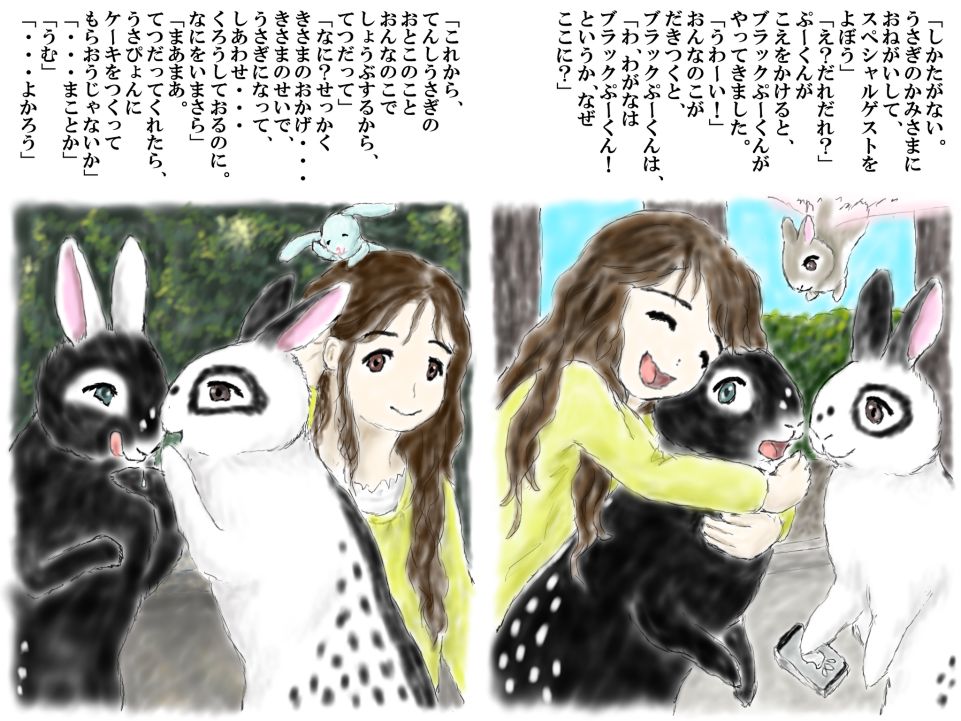 「しかたがない。
うさぎのかみさまに
おねがいして、
スペシャルゲストを
よぼう」
「え？だれだれ？」
ぷーくんが
こえをかけると、
ブラックぷーくんが
やってきました。
「うわーい！」
おんなのこが
だきつくと、
ブラックぷーくんは、
「わ、わがなは
ブラックぷーくん！
というか、なぜ
ここに？」
「これから、
てんしうさぎの
おとこのこと
おんなのこで
しょうぶするから、
てつだって」
「なに？せっかく
きさまのおかげ・・・
きさまのせいで、
うさぎになって、
しあわせ・・・
くろうしておるのに。
なにをいまさら」
「まあまあ。
てつだってくれたら、
うさぴょんに
ケーキをつくって
もらおうじゃないか」
「・・・まことか」
「うむ」
「・・・よかろう」